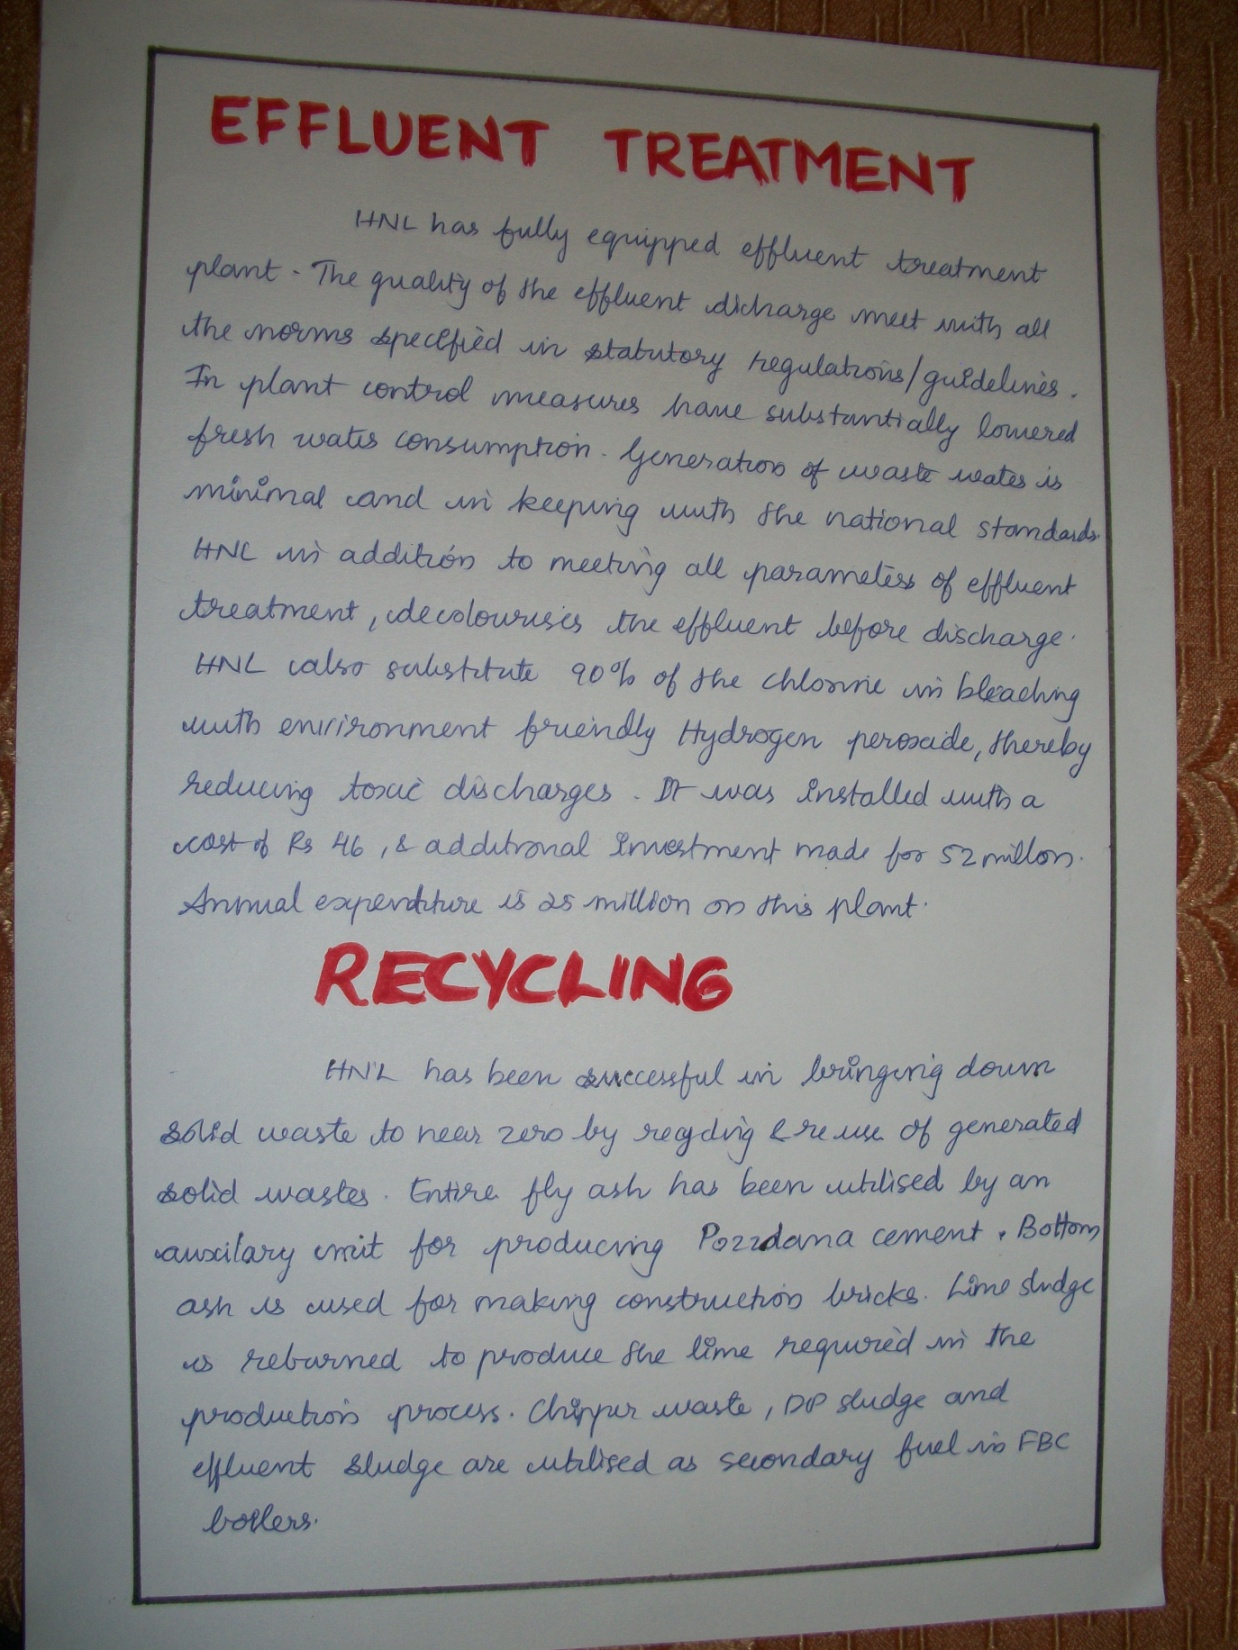 EFFLUENT TREATMENT
HNL has fully equipped effluent treatment
plant. The quality of the effluent dicharge meet with all
the norms specified in statutory regulations/guidelines.
In plant control measures have substantially lowered
fresh water consumption. Generation of waste water is
minimal and in keeping with the national standards.
HNL in addition to meeting all parameters of effluent
treatment, decolourises the effluent before discharge.
HNL also substitute 90% of the chlorine in bleaching
with environment friendly Hydrogen peroxide, thereby
reducing toxic discharges. It was installed with a
cost of Rs 46, & additional investment made for 52 millon.
Annual expenditure is 25 million on this plant.
RECYCLING
HNL has been successful in bringing down
solid waste to near zero by recycling & re use of generated
solid wastes. Entire fly ash has been utilised by an
auxilary unit for producing Pozzolana cement. Bottom
ash is used for making construction bricks. Lime sludge
is reburned to produce the lime required in the
production process. Chipper waste, DP sludge and
effluent sludge are utilised as secondary fuel in FBC
boilers.